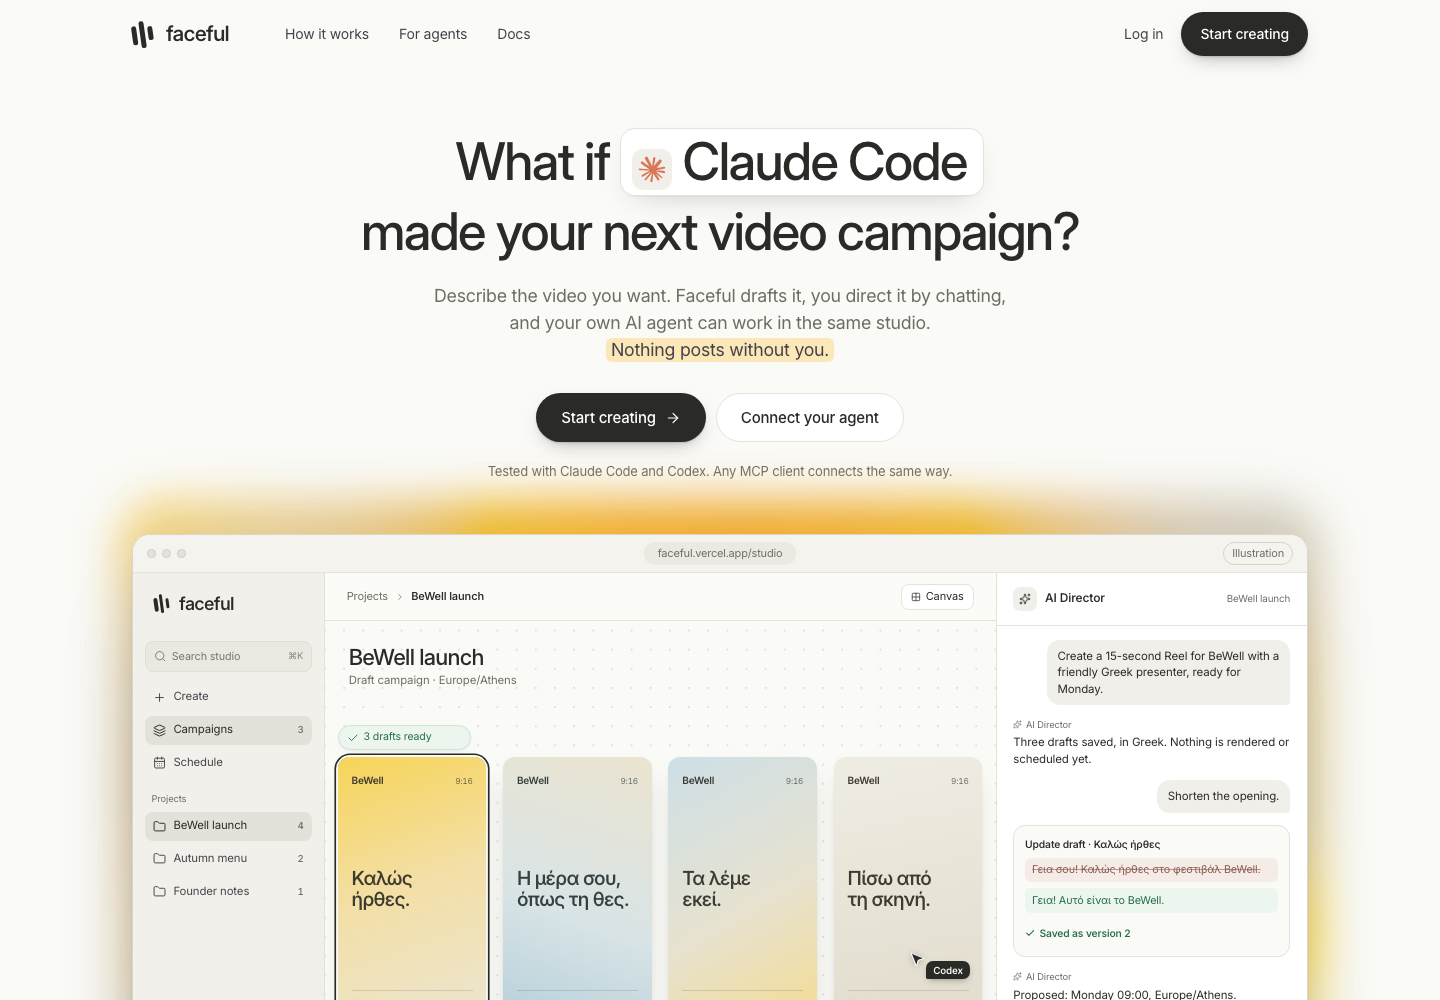 faceful
How it works
For agents
Docs
Log in
Start creating
What if Claude Code
made your next video campaign?
Describe the video you want. Faceful drafts it, you direct it by chatting,
and your own AI agent can work in the same studio.
Nothing posts without you.
Start creating
Connect your agent
Tested with Claude Code and Codex. Any MCP client connects the same way.
faceful.vercel.app/studio
Illustration
faceful
Search studio ⌘K
Create
Campaigns 3
Schedule
Projects
BeWell launch 4
Autumn menu 2
Founder notes 1
Projects > BeWell launch
Canvas
BeWell launch
Draft campaign · Europe/Athens
3 drafts ready
BeWell 9:16
Καλώς
ήρθες.
BeWell 9:16
Η μέρα σου,
όπως τη θες.
BeWell 9:16
Τα λέμε
εκεί.
BeWell 9:16
Πίσω από
τη σκηνή.
Codex
AI Director
BeWell launch
Create a 15-second Reel for BeWell with a
friendly Greek presenter, ready for
Monday.
AI Director
Three drafts saved, in Greek. Nothing is rendered or
scheduled yet.
Shorten the opening.
Update draft · Καλώς ήρθες
Γεια σου! Καλώς ήρθες στο φεστιβάλ BeWell.
Γεια! Αυτό είναι το BeWell.
Saved as version 2
AI Director
Proposed: Monday 09:00, Europe/Athens.